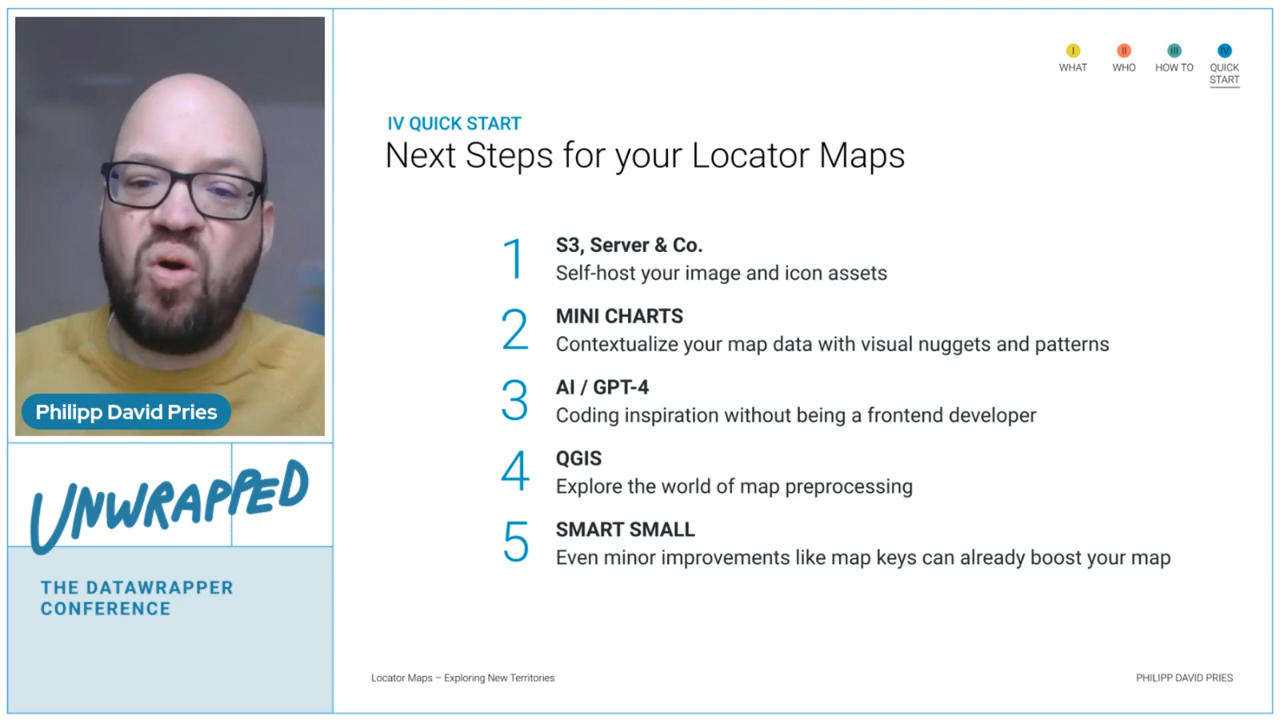 Philipp David Pries
UNWRAPPED
THE DATAWRAPPER
CONFERENCE
I
WHAT
II
WHO
III
HOW TO
IV
QUICK
START
IV QUICK START
Next Steps for your Locator Maps
1
S3, Server & Co.
Self-host your image and icon assets
2
MINI CHARTS
Contextualize your map data with visual nuggets and patterns
3
AI / GPT-4
Coding inspiration without being a frontend developer
4
QGIS
Explore the world of map preprocessing
5
SMART SMALL
Even minor improvements like map keys can already boost your map
Locator Maps – Exploring New Territories
PHILIPP DAVID PRIES